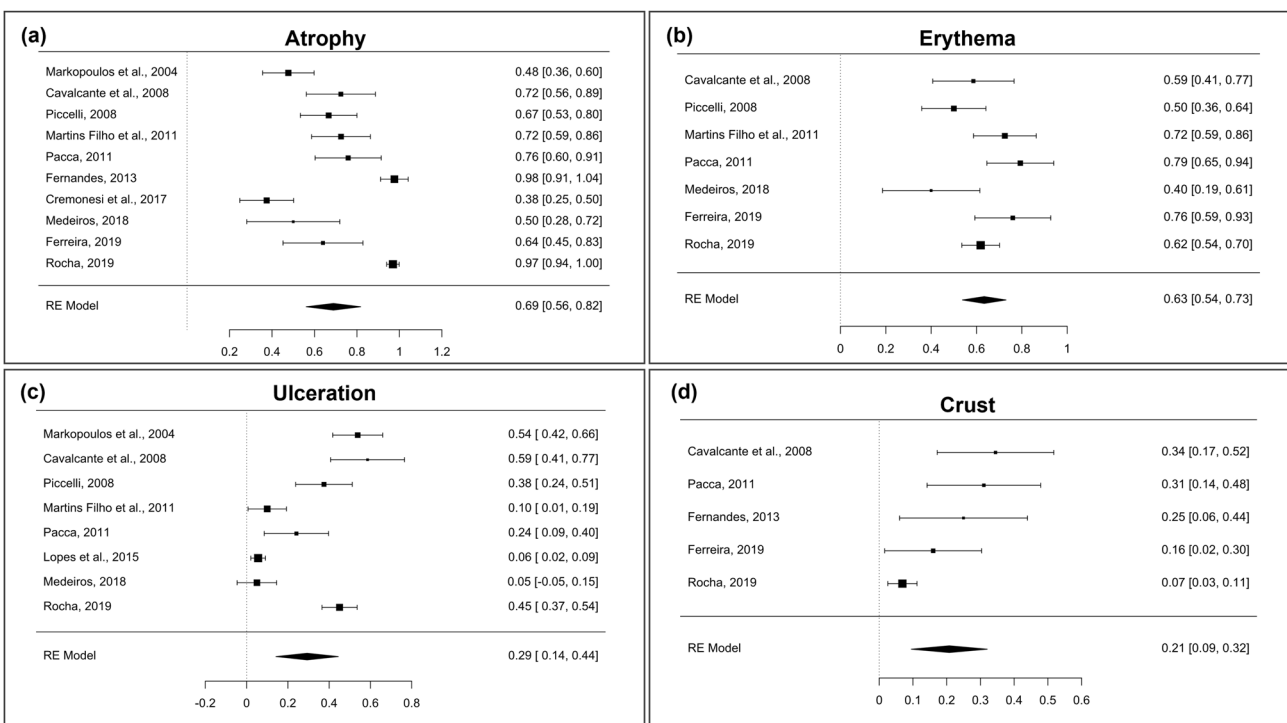 (a)
Atrophy
Markopoulos et al., 2004 0.48 [0.36, 0.60]
Cavalcante et al., 2008 0.72 [0.56, 0.89]
Piccelli, 2008 0.67 [0.53, 0.80]
Martins Filho et al., 2011 0.72 [0.59, 0.86]
Pacca, 2011 0.76 [0.60, 0.91]
Fernandes, 2013 0.98 [0.91, 1.04]
Cremonesi et al., 2017 0.38 [0.25, 0.50]
Medeiros, 2018 0.50 [0.28, 0.72]
Ferreira, 2019 0.64 [0.45, 0.83]
Rocha, 2019 0.97 [0.94, 1.00]
RE Model 0.69 [0.56, 0.82]
0.2 0.4 0.6 0.8 1 1.2
(b)
Erythema
Cavalcante et al., 2008 0.59 [0.41, 0.77]
Piccelli, 2008 0.50 [0.36, 0.64]
Martins Filho et al., 2011 0.72 [0.59, 0.86]
Pacca, 2011 0.79 [0.65, 0.94]
Medeiros, 2018 0.40 [0.19, 0.61]
Ferreira, 2019 0.76 [0.59, 0.93]
Rocha, 2019 0.62 [0.54, 0.70]
RE Model 0.63 [0.54, 0.73]
0 0.2 0.4 0.6 0.8 1
(c)
Ulceration
Markopoulos et al., 2004 0.54 [ 0.42, 0.66]
Cavalcante et al., 2008 0.59 [ 0.41, 0.77]
Piccelli, 2008 0.38 [ 0.24, 0.51]
Martins Filho et al., 2011 0.10 [ 0.01, 0.19]
Pacca, 2011 0.24 [ 0.09, 0.40]
Lopes et al., 2015 0.06 [ 0.02, 0.09]
Medeiros, 2018 0.05 [-0.05, 0.15]
Rocha, 2019 0.45 [ 0.37, 0.54]
RE Model 0.29 [ 0.14, 0.44]
-0.2 0 0.2 0.4 0.6 0.8
(d)
Crust
Cavalcante et al., 2008 0.34 [0.17, 0.52]
Pacca, 2011 0.31 [0.14, 0.48]
Fernandes, 2013 0.25 [0.06, 0.44]
Ferreira, 2019 0.16 [0.02, 0.30]
Rocha, 2019 0.07 [0.03, 0.11]
RE Model 0.21 [0.09, 0.32]
0 0.1 0.2 0.3 0.4 0.5 0.6